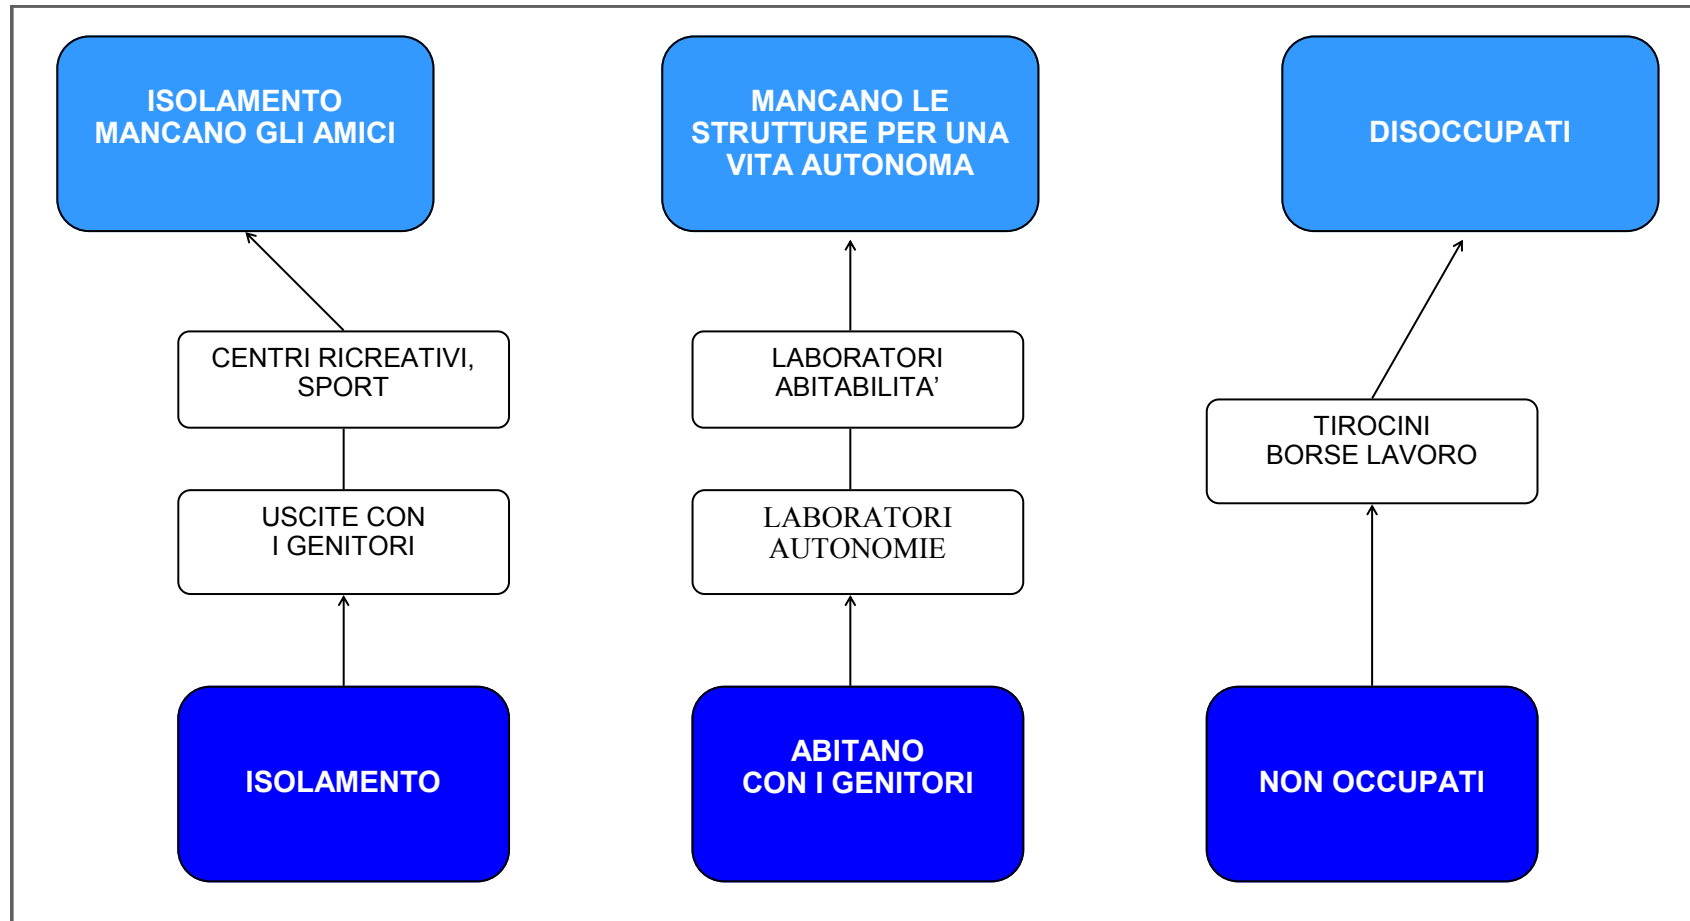 ISOLAMENTO
MANCANO GLI AMICI
MANCANO LE
STRUTTURE PER UNA
VITA AUTONOMA
DISOCCUPATI
CENTRI RICREATIVI,
SPORT
LABORATORI
ABITABILITA’
TIROCINI
BORSE LAVORO
USCITE CON
I GENITORI
LABORATORI
AUTONOMIE
ISOLAMENTO
ABITANO
CON I GENITORI
NON OCCUPATI